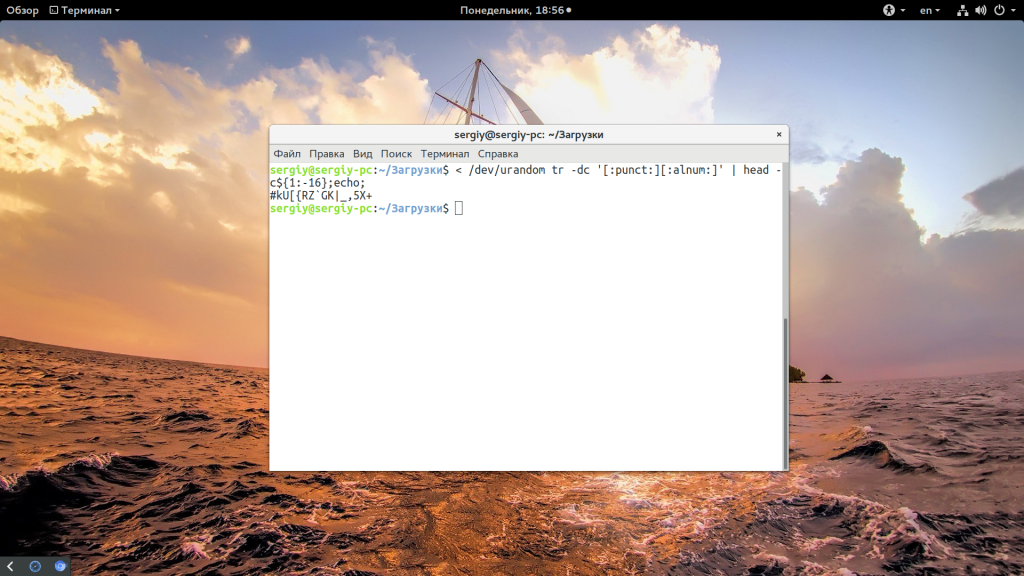 Обзор Терминал Понедельник, 18:56 en
sergiy@sergiy-pc: ~/Загрузки ×
Файл Правка Вид Поиск Терминал Справка
sergiy@sergiy-pc:~/Загрузки$ < /dev/urandom tr -dc '[:punct:][:alnum:]' | head -
c${1:-16};echo;
#kU[{RZ`GK|_,5X+
sergiy@sergiy-pc:~/Загрузки$